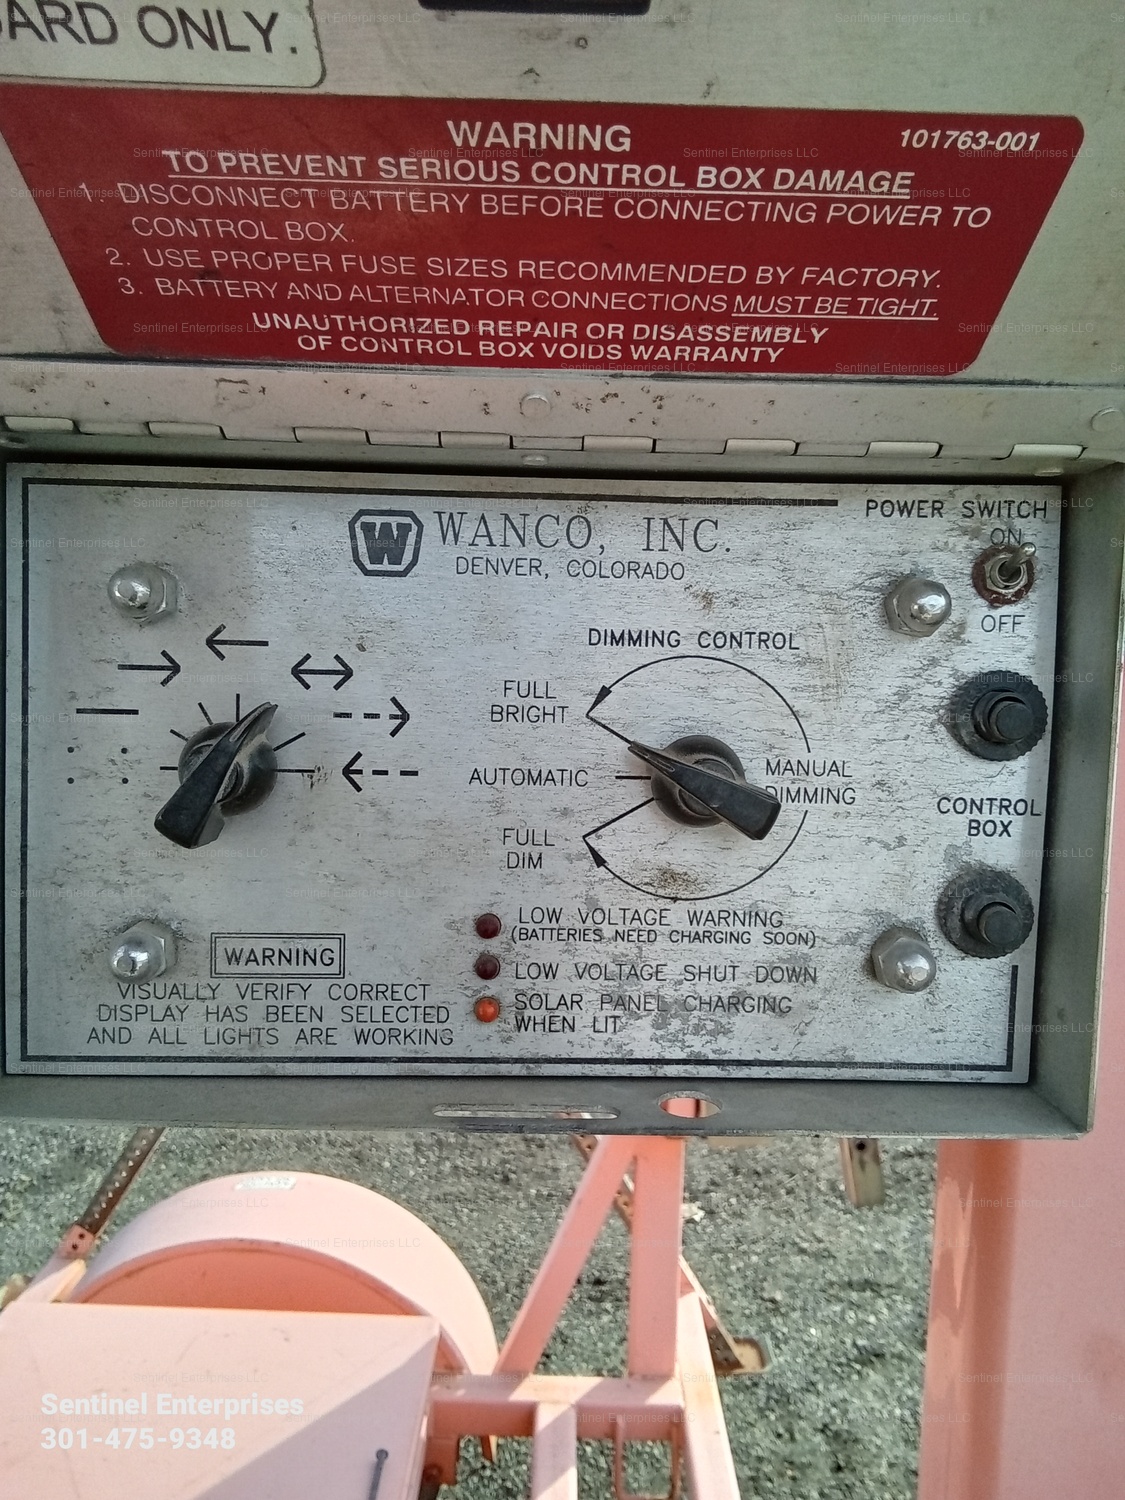 ARD ONLY.
WARNING
101763-001
TO PREVENT SERIOUS CONTROL BOX DAMAGE
1. DISCONNECT BATTERY BEFORE CONNECTING POWER TO
CONTROL BOX.
2. USE PROPER FUSE SIZES RECOMMENDED BY FACTORY.
3. BATTERY AND ALTERNATOR CONNECTIONS MUST BE TIGHT.
UNAUTHORIZED REPAIR OR DISASSEMBLY
OF CONTROL BOX VOIDS WARRANTY
POWER SWITCH
ON
OFF
W WANCO, INC.
DENVER, COLORADO
DIMMING CONTROL
FULL
BRIGHT
AUTOMATIC
MANUAL
DIMMING
FULL
DIM
CONTROL
BOX
LOW VOLTAGE WARNING
(BATTERIES NEED CHARGING SOON)
LOW VOLTAGE SHUT DOWN
SOLAR PANEL CHARGING
WHEN LIT
WARNING
VISUALLY VERIFY CORRECT
DISPLAY HAS BEEN SELECTED
AND ALL LIGHTS ARE WORKING
Sentinel Enterprises
301-475-9348
Sentinel Enterprises LLC